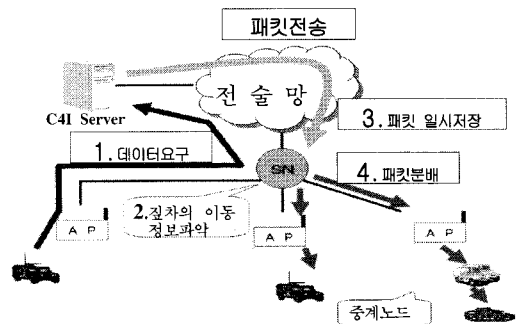 패킷전송
전술망
C4I Server
3.패킷 일시저장
1.데이터요구
SN
4.패킷분배
2.짚차의 이동
정보파악
A P
A P
A P
중계노드